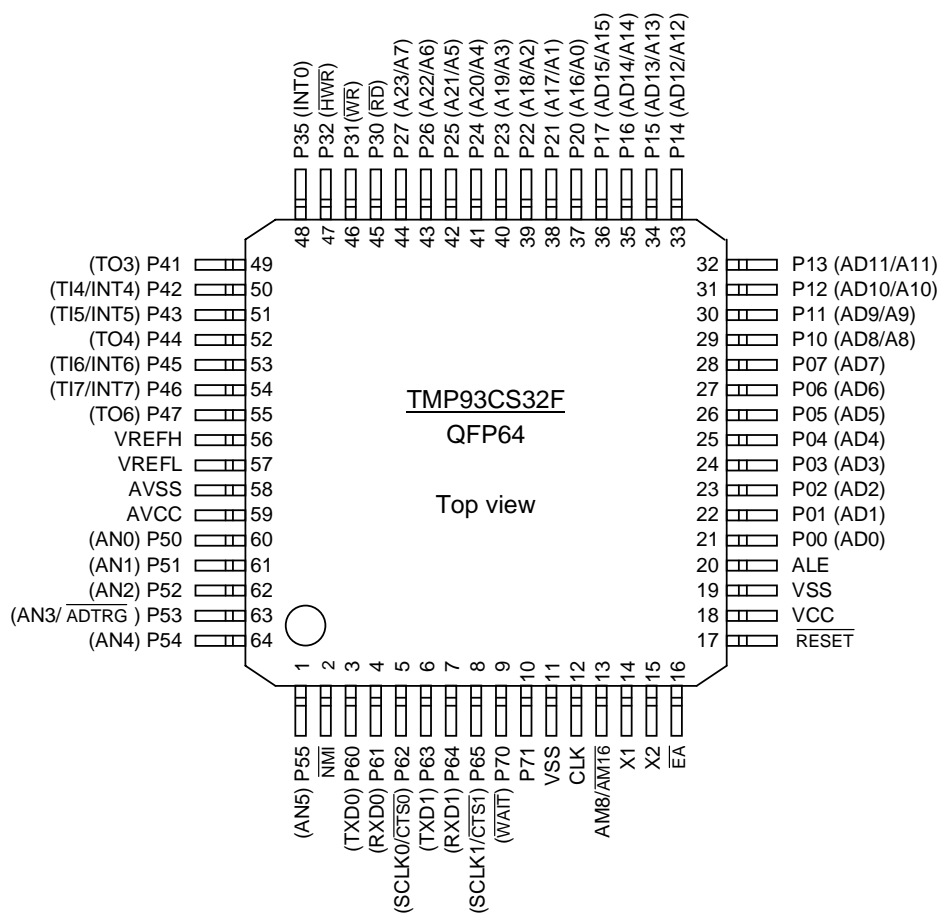 P35 (INT0)
P32 (HWR)
P31(WR)
P30 (RD)
P27 (A23/A7)
P26 (A22/A6)
P25 (A21/A5)
P24 (A20/A4)
P23 (A19/A3)
P22 (A18/A2)
P21 (A17/A1)
P20 (A16/A0)
P17 (AD15/A15)
P16 (AD14/A14)
P15 (AD13/A13)
P14 (AD12/A12)
48
47
46
45
44
43
42
41
40
39
38
37
36
35
34
33
(TO3) P41 49
(TI4/INT4) P42 50
(TI5/INT5) P43 51
(TO4) P44 52
(TI6/INT6) P45 53
(TI7/INT7) P46 54
(TO6) P47 55
VREFH 56
VREFL 57
AVSS 58
AVCC 59
(AN0) P50 60
(AN1) P51 61
(AN2) P52 62
(AN3/ ADTRG ) P53 63
(AN4) P54 64
TMP93CS32F
QFP64
Top view
32 P13 (AD11/A11)
31 P12 (AD10/A10)
30 P11 (AD9/A9)
29 P10 (AD8/A8)
28 P07 (AD7)
27 P06 (AD6)
26 P05 (AD5)
25 P04 (AD4)
24 P03 (AD3)
23 P02 (AD2)
22 P01 (AD1)
21 P00 (AD0)
20 ALE
19 VSS
18 VCC
17 RESET
1
2
3
4
5
6
7
8
9
10
11
12
13
14
15
16
(AN5) P55
NMI
(TXD0) P60
(RXD0) P61
(SCLK0/CTS0) P62
(TXD1) P63
(RXD1) P64
(SCLK1/CTS1) P65
(WAIT) P70
P71
VSS
CLK
AM8/AM16
X1
X2
EA